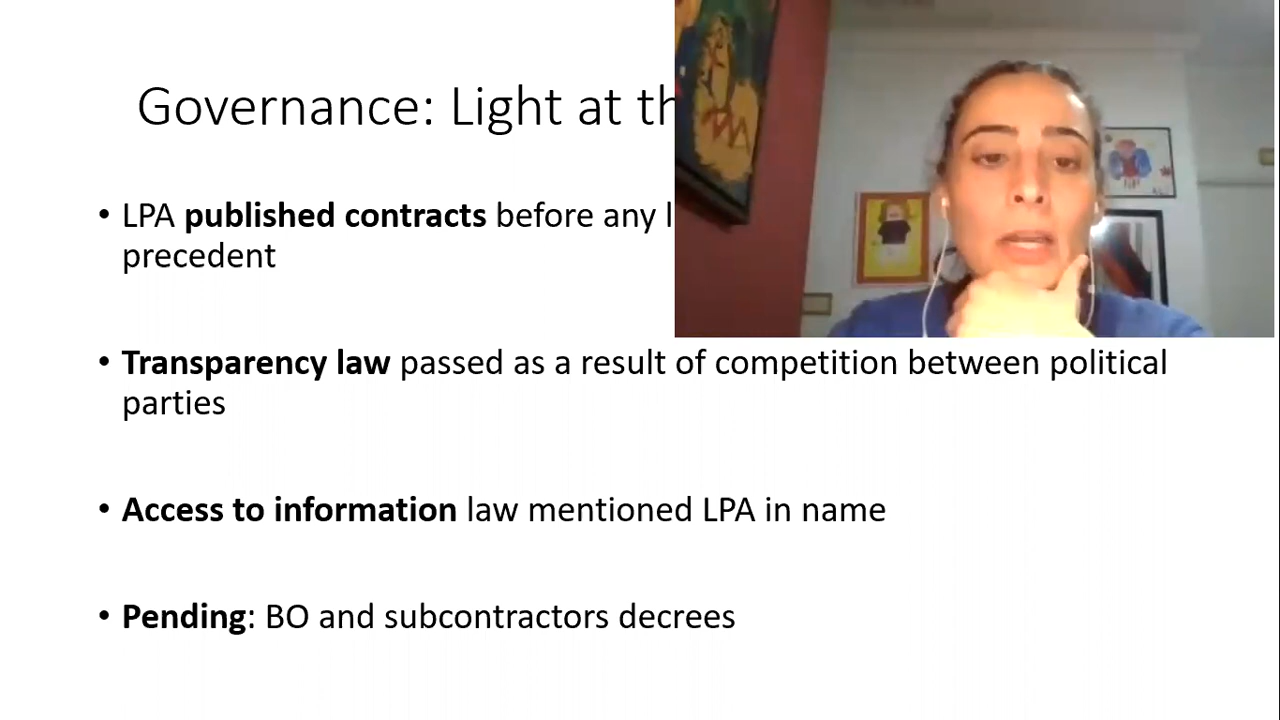 Governance: Light at th
• LPA published contracts before any l
precedent
• Transparency law passed as a result of competition between political
parties
• Access to information law mentioned LPA in name
• Pending: BO and subcontractors decrees